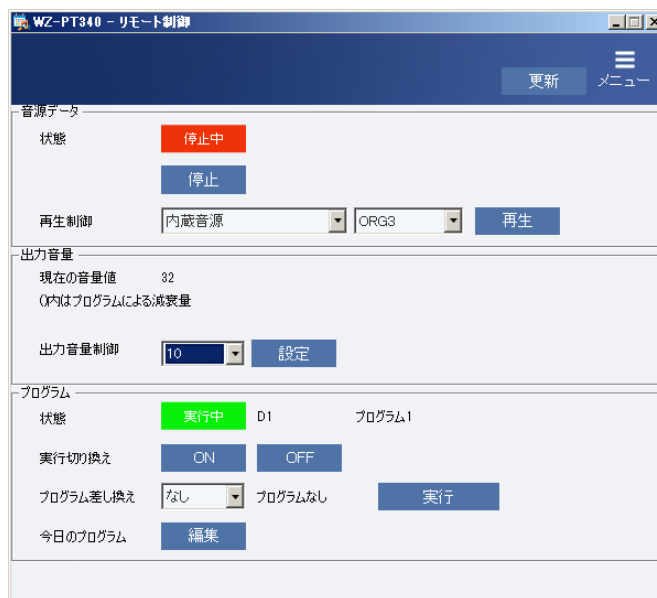 WZ-PT340 - リモート制御
更新 メニュー
音源データ
状態 停止中
停止
再生制御 内蔵音源 ORG3 再生
出力音量
現在の音量値 32
()内はプログラムによる減衰量
出力音量制御 10 設定
プログラム
状態 実行中 D1 プログラム1
実行切り換え ON OFF
プログラム差し換え なし プログラムなし 実行
今日のプログラム 編集